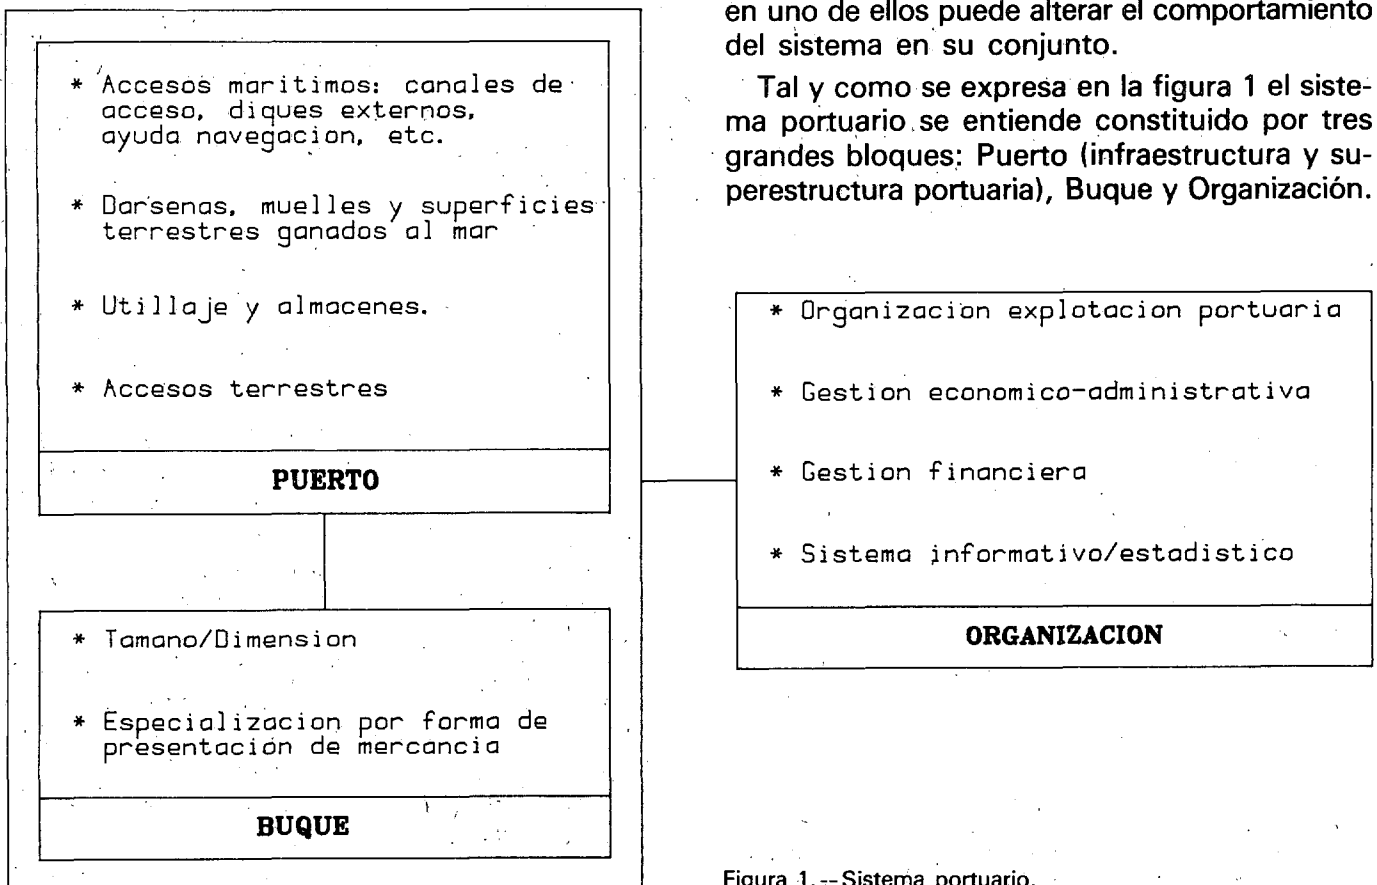 en uno de ellos puede alterar el comportamiento
del sistema en su conjunto.
Tal y como se expresa en la figura 1 el siste-
ma portuario se entiende constituido por tres
grandes bloques: Puerto (infraestructura y su-
perestructura portuaria), Buque y Organización.
* Accesos maritimos: canales de
acceso, diques externos,
ayuda navegacion, etc.
* Darsenas, muelles y superficies
terrestres ganados al mar
* Utillaje y almacenes.
* Accesos terrestres
PUERTO
* Tamano/Dimension
* Especializacion por forma de
presentación de mercancia
BUQUE
* Organizacion explotacion portuaria
* Gestion economico-administrativa
* Gestion financiera
* Sistema informativo/estadistico
ORGANIZACION
Figura 1.--Sistema portuario.